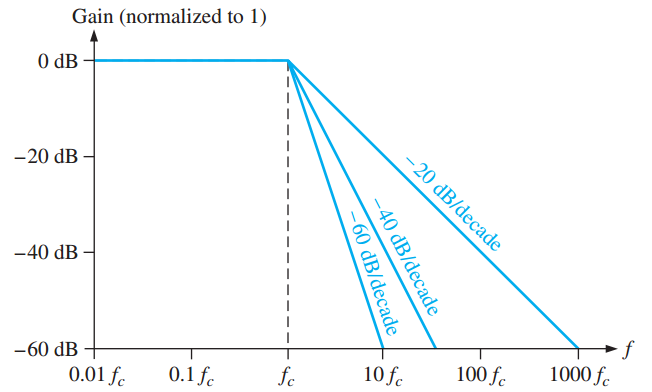 Gain (normalized to 1)
0 dB
−20 dB
−40 dB
−60 dB
−20 dB/decade
−40 dB/decade
−60 dB/decade
0.01 fc
0.1 fc
fc
10 fc
100 fc
1000 fc
f